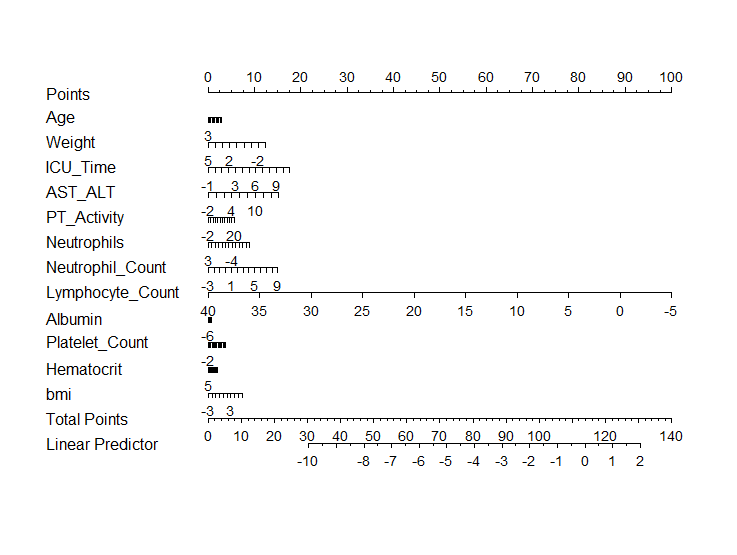 0 10 20 30 40 50 60 70 80 90 100
Points
Age
3
Weight
5 2 -2
ICU_Time
-1 3 6 9
AST_ALT
-2 4 10
PT_Activity
-2 20
Neutrophils
3 -4
Neutrophil_Count
-3 1 5 9
Lymphocyte_Count
40 35 30 25 20 15 10 5 0 -5
Albumin
-6
Platelet_Count
-2
Hematocrit
5
bmi
-3 3
Total Points
0 10 20 30 40 50 60 70 80 90 100 120 140
Linear Predictor
-10 -8 -7 -6 -5 -4 -3 -2 -1 0 1 2